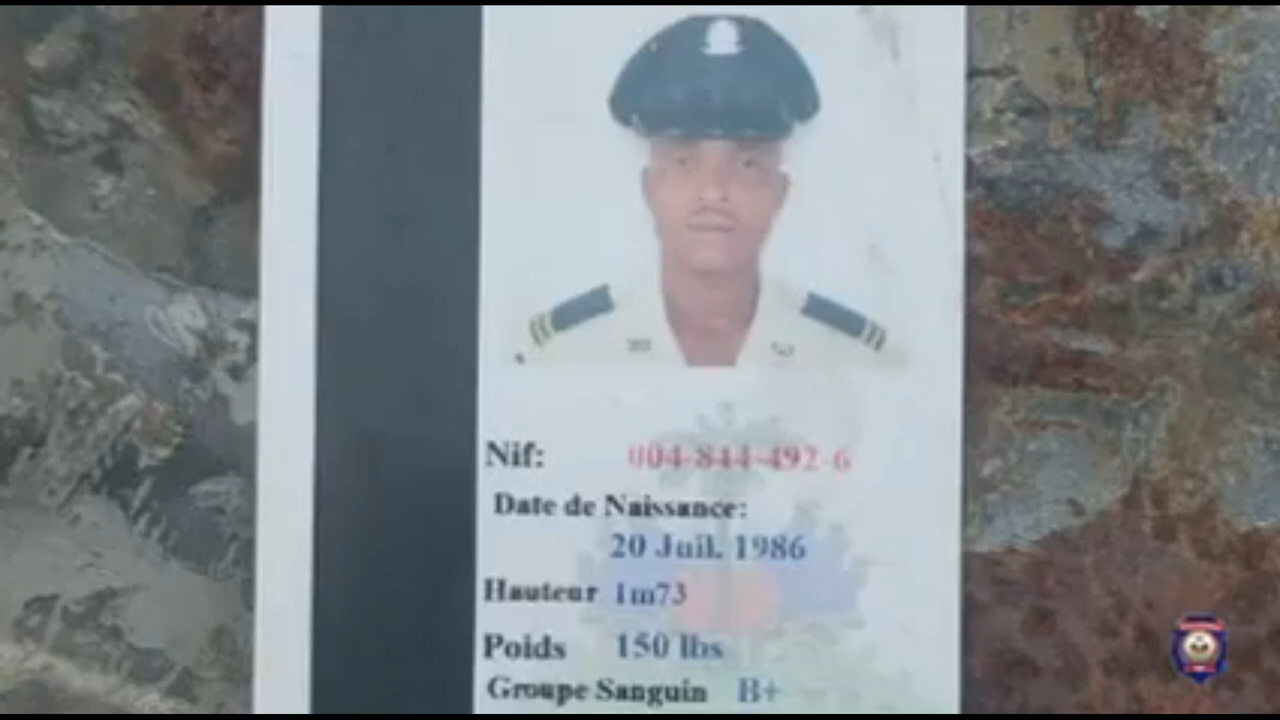 Nif: 004-844-492-6
Date de Naissance:
20 Juil. 1986
Hauteur 1m73
Poids 150 lbs
Groupe Sanguin B+